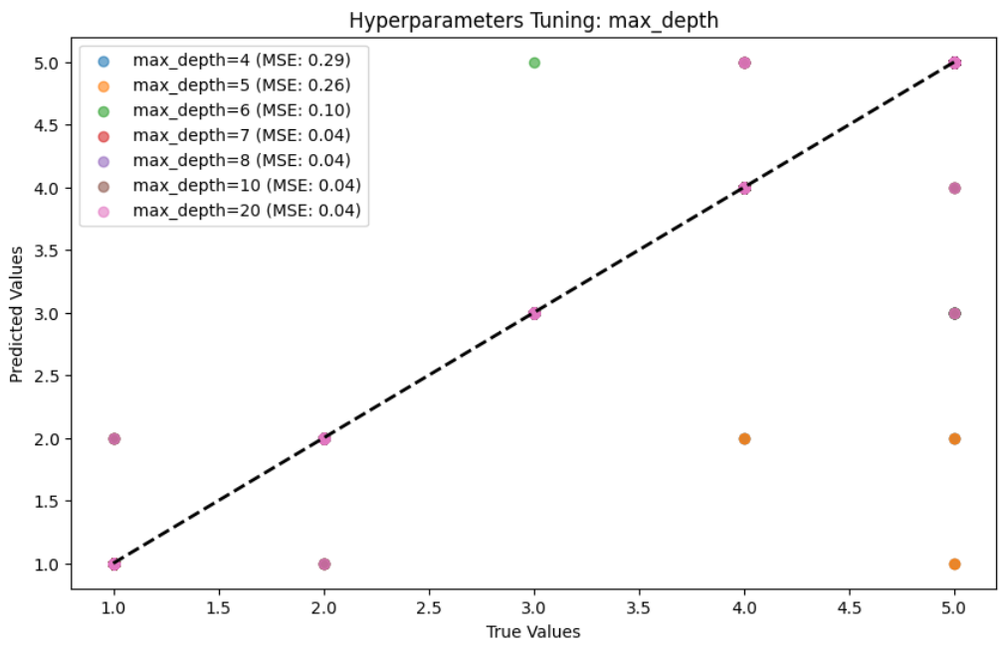 Hyperparameters Tuning: max_depth
max_depth=4 (MSE: 0.29)
max_depth=5 (MSE: 0.26)
max_depth=6 (MSE: 0.10)
max_depth=7 (MSE: 0.04)
max_depth=8 (MSE: 0.04)
max_depth=10 (MSE: 0.04)
max_depth=20 (MSE: 0.04)
Predicted Values
5.0
4.5
4.0
3.5
3.0
2.5
2.0
1.5
1.0
1.0 1.5 2.0 2.5 3.0 3.5 4.0 4.5 5.0
True Values